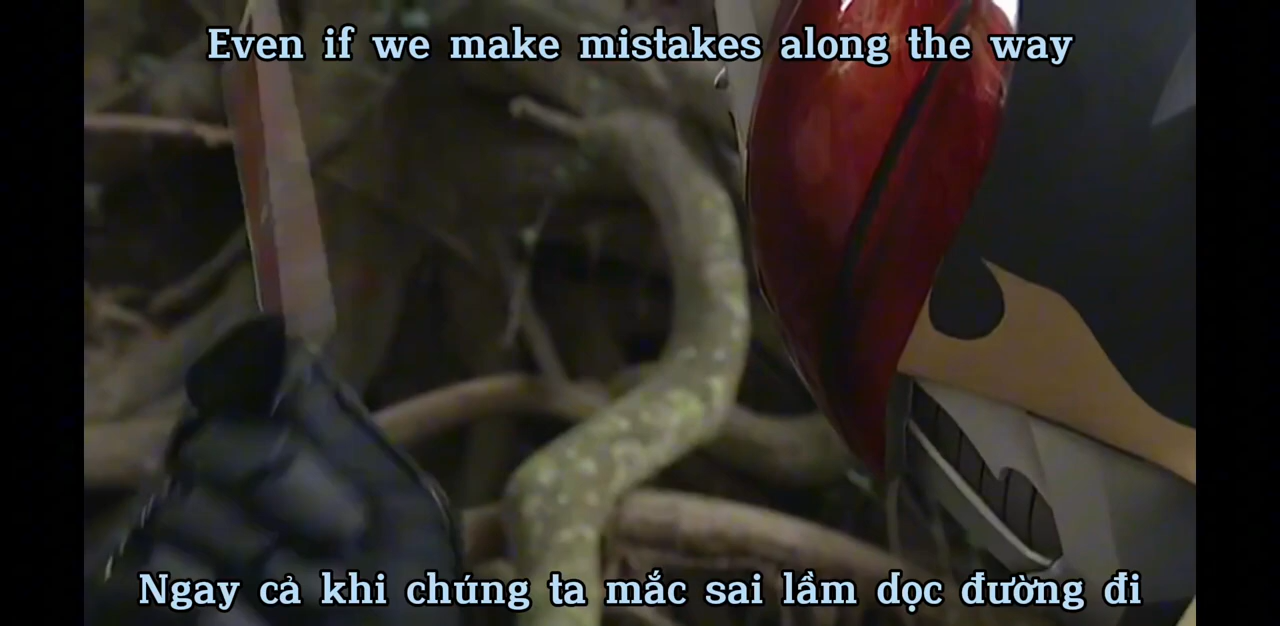 Even if we make mistakes along the way
Ngay cả khi chúng ta mắc sai lầm dọc đường đi